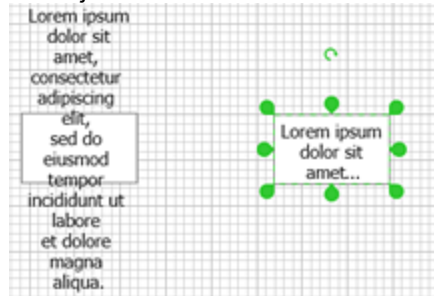 Lorem ipsum
dolor sit
amet,
consectetur
adipiscing
elit,
sed do
eiusmod
tempor
incididunt ut
labore
et dolore
magna
aliqua.
Lorem ipsum
dolor sit
amet...